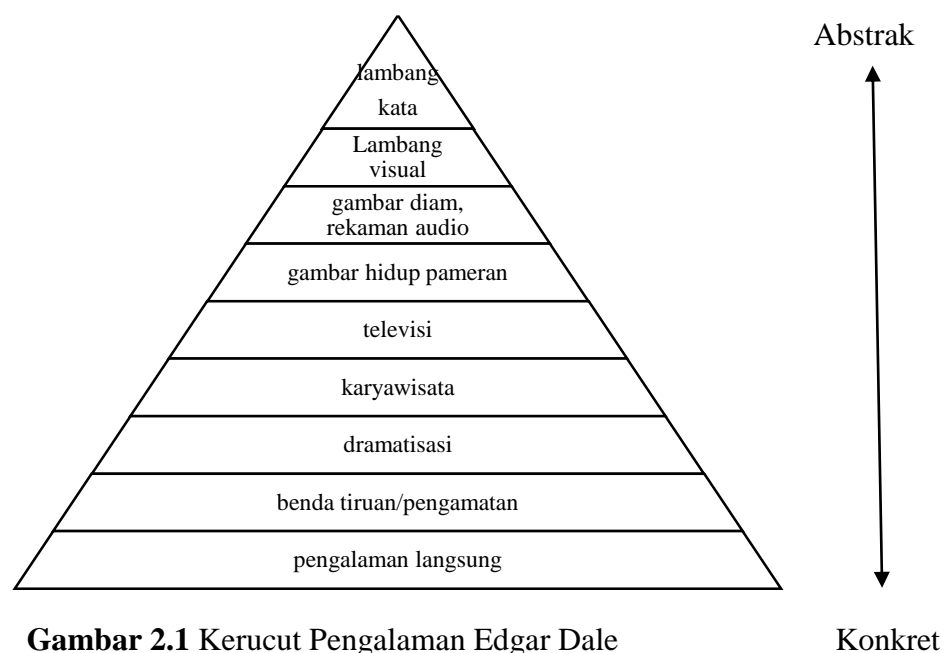 Abstrak
lambang
kata
Lambang
visual
gambar diam,
rekaman audio
gambar hidup pameran
televisi
karyawisata
dramatisasi
benda tiruan/pengamatan
pengalaman langsung
Gambar 2.1 Kerucut Pengalaman Edgar Dale
Konkret